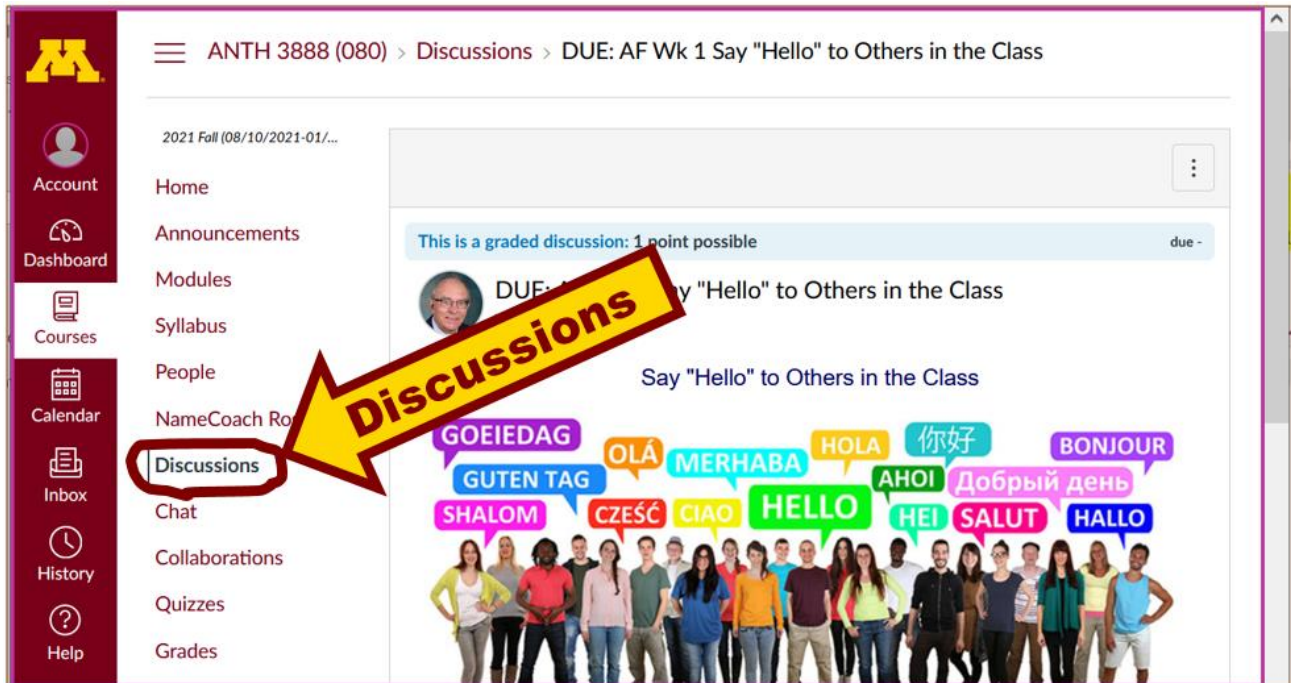 M
ANTH 3888 (080) > Discussions > DUE: AF Wk 1 Say "Hello" to Others in the Class
Account
Dashboard
Courses
Calendar
Inbox
History
Help
2021 Fall (08/10/2021-01/...
Home
Announcements
Modules
Syllabus
People
NameCoach
Discussions
Chat
Collaborations
Quizzes
Grades
This is a graded discussion: 1 point possible
due -
DUE: "Hello" to Others in the Class
Discussions
Say "Hello" to Others in the Class
GOEIEDAG
OLÁ
MERHABA
HOLA
你好
BONJOUR
GUTEN TAG
AHOI
Добрый день
SHALOM
CZEŚĆ
CIAO
HELLO
HEI
SALUT
HALLO